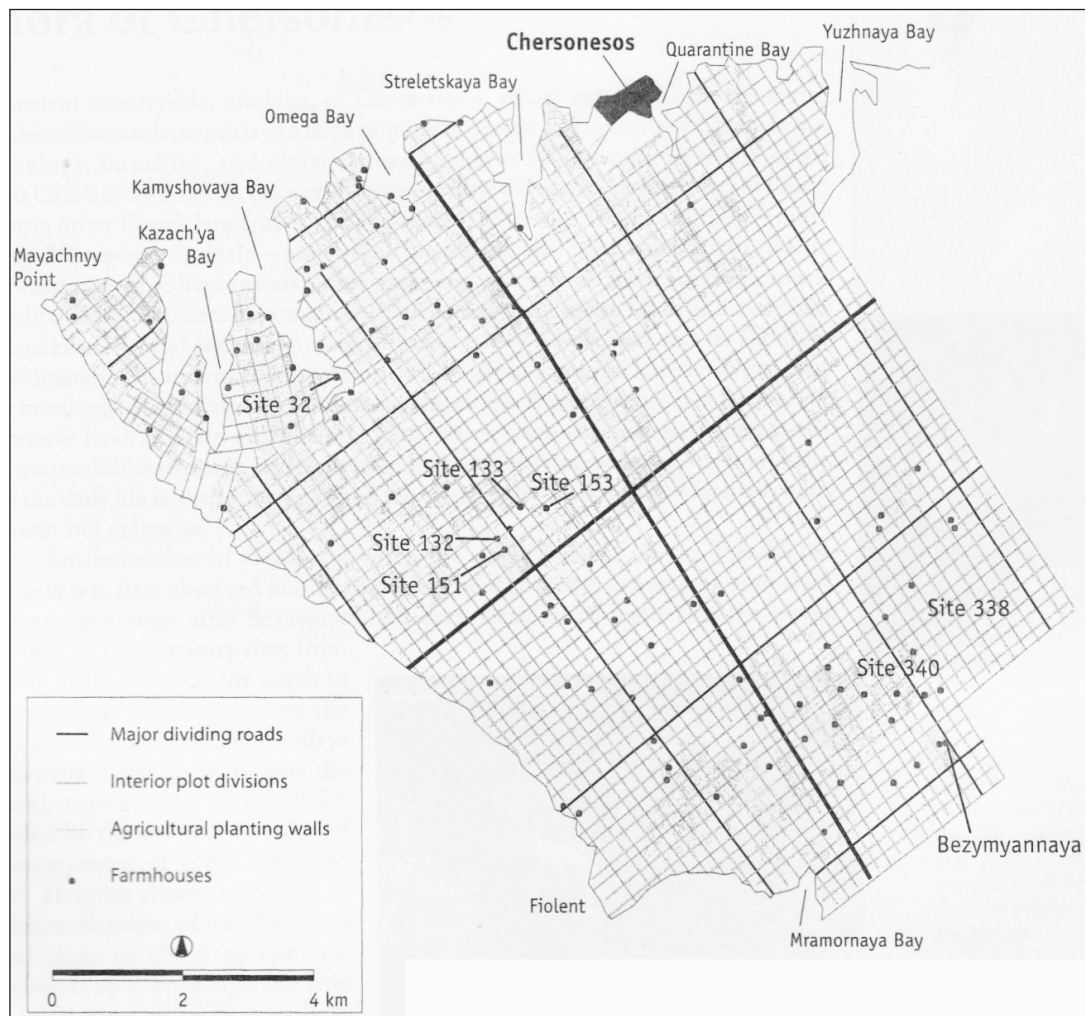 Chersonesos
Yuzhnaya Bay
Quarantine Bay
Streletskaya Bay
Omega Bay
Kamyshovaya Bay
Kazach'ya
Bay
Mayachnyy
Point
Site 32
Site 133
Site 153
Site 132
Site 151
Site 338
Site 340
Major dividing roads
Interior plot divisions
Agricultural planting walls
Farmhouses
Bezymyannaya
Fiolent
Mramornaya Bay
0 2 4 km